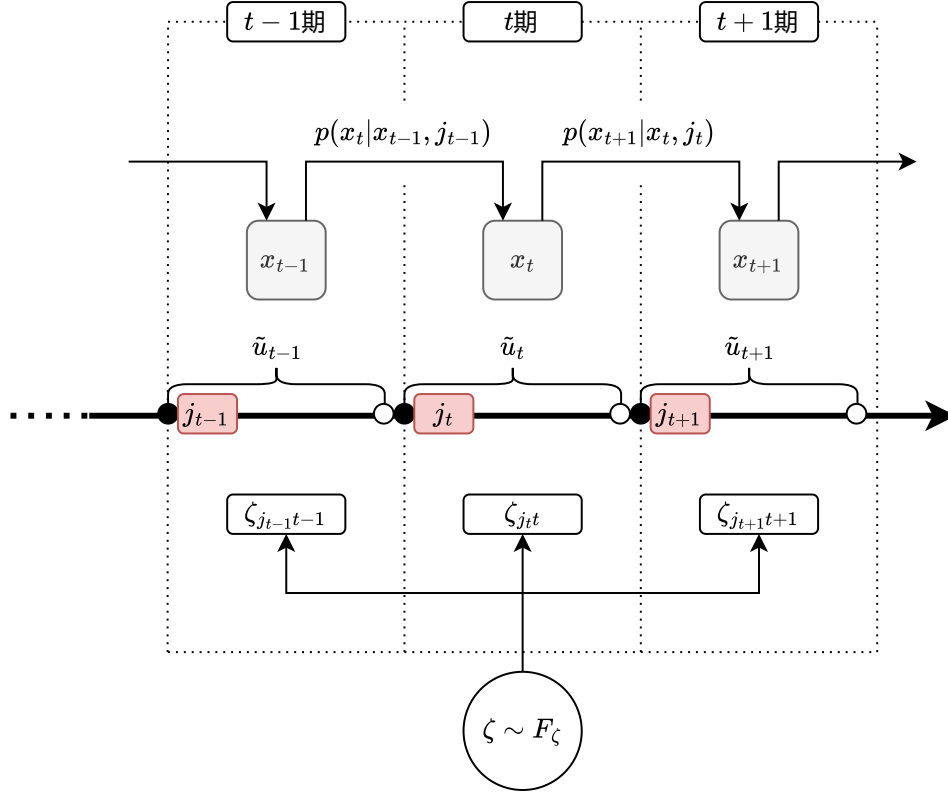 t − 1期
t期
t + 1期
p(x_t|x_{t−1}, j_{t−1})
p(x_{t+1}|x_t, j_t)
x_{t−1}
x_t
x_{t+1}
ũ_{t−1}
ũ_t
ũ_{t+1}
j_{t−1}
j_t
j_{t+1}
ζ_{j_{t−1}t−1}
ζ_{j_t t}
ζ_{j_{t+1}t+1}
ζ ∼ F_ζ